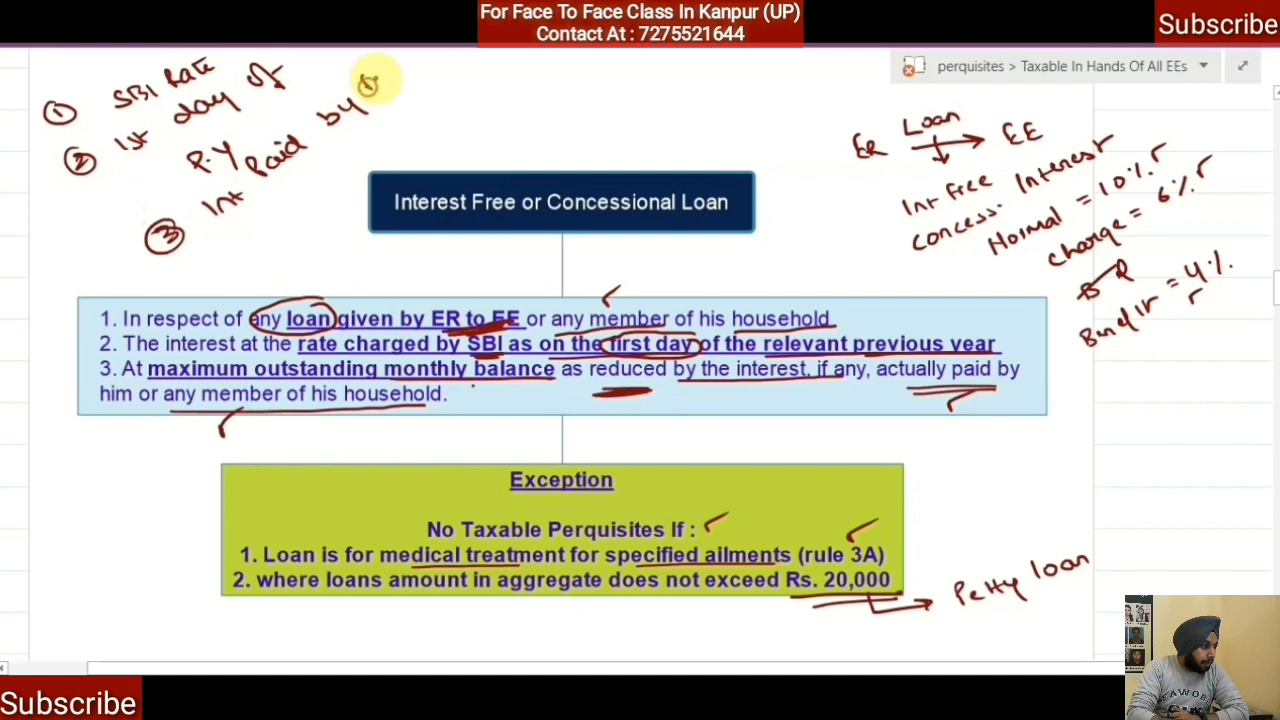 For Face To Face Class In Kanpur (UP)
Contact At : 7275521644
Subscribe
perquisites > Taxable In Hands Of All EEs
① SBI Rate
② 1st day of
R.Y
③ Int Paid by
ER Loan EE
Int Free
concess. Interest
Normal = 10%
charge = 6%
Benefit = 4%
Interest Free or Concessional Loan
1. In respect of any loan given by ER to EE or any member of his household.
2. The interest at the rate charged by SBI as on the first day of the relevant previous year
3. At maximum outstanding monthly balance as reduced by the interest, if any, actually paid by
him or any member of his household.
Exception
No Taxable Perquisites If :
1. Loan is for medical treatment for specified ailments (rule 3A)
2. where loans amount in aggregate does not exceed Rs. 20,000
Petty loan
Subscribe